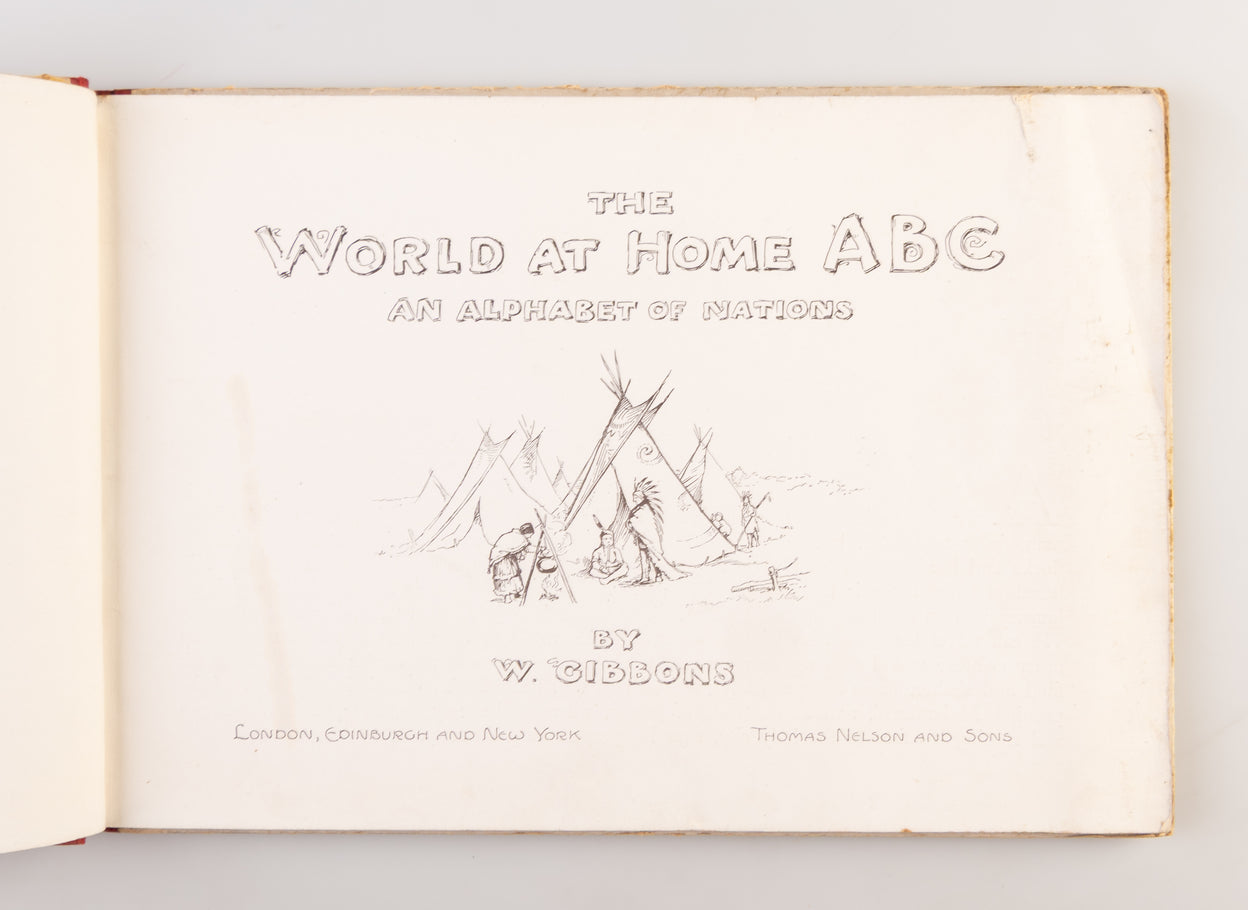 THE
WORLD AT HOME ABC
AN ALPHABET OF NATIONS
BY
W. GIBBONS
LONDON, EDINBURGH AND NEW YORK
THOMAS NELSON AND SONS